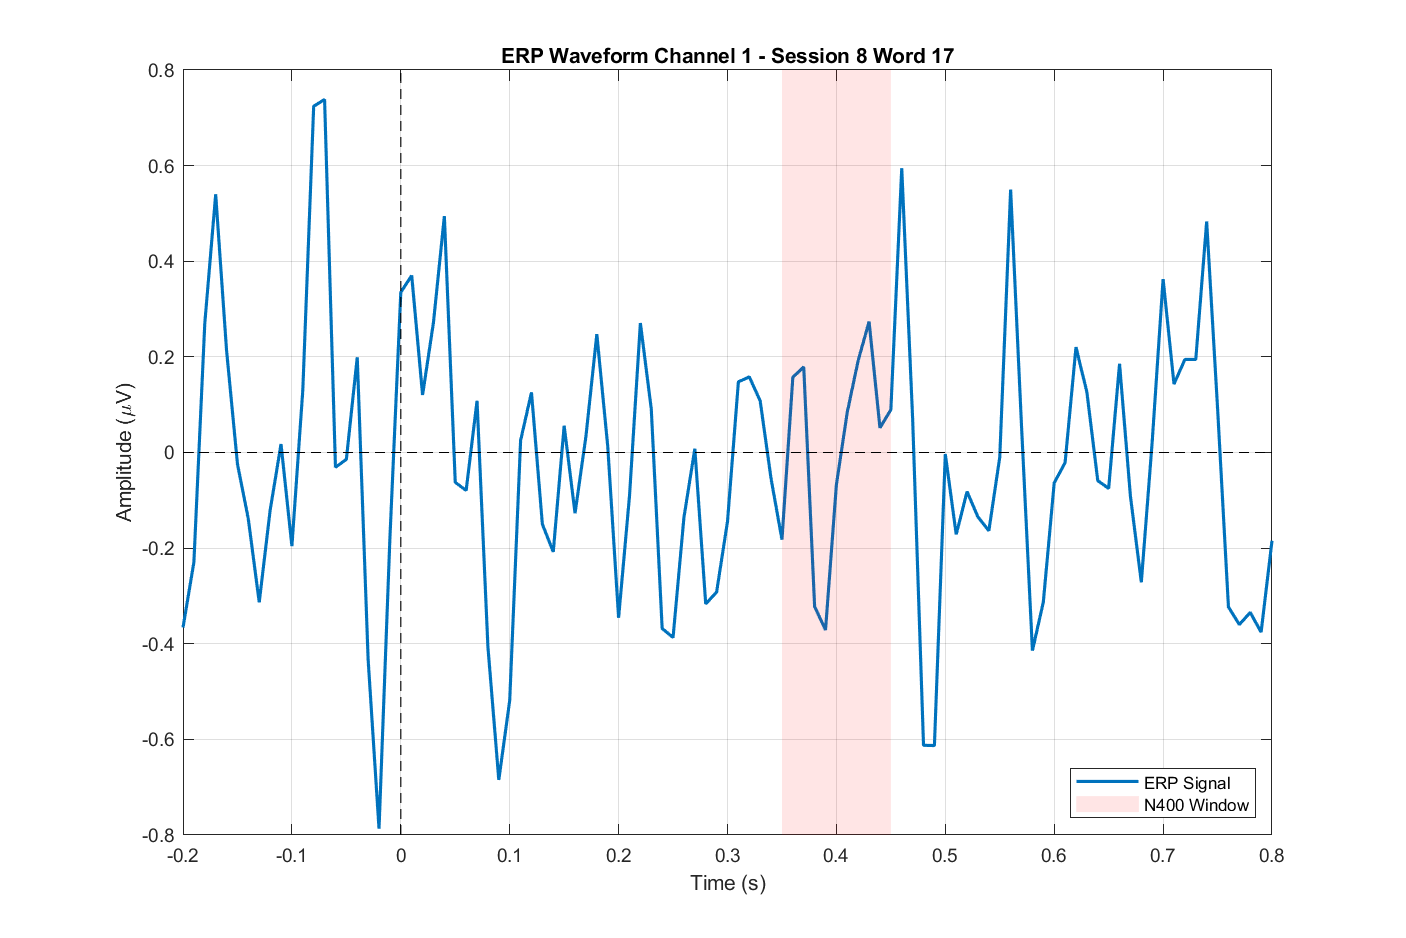 ERP Waveform Channel 1 - Session 8 Word 17
0.8
0.6
0.4
0.2
0
-0.2
-0.4
-0.6
-0.8
Amplitude (μV)
ERP Signal
N400 Window
-0.2 -0.1 0 0.1 0.2 0.3 0.4 0.5 0.6 0.7 0.8
Time (s)